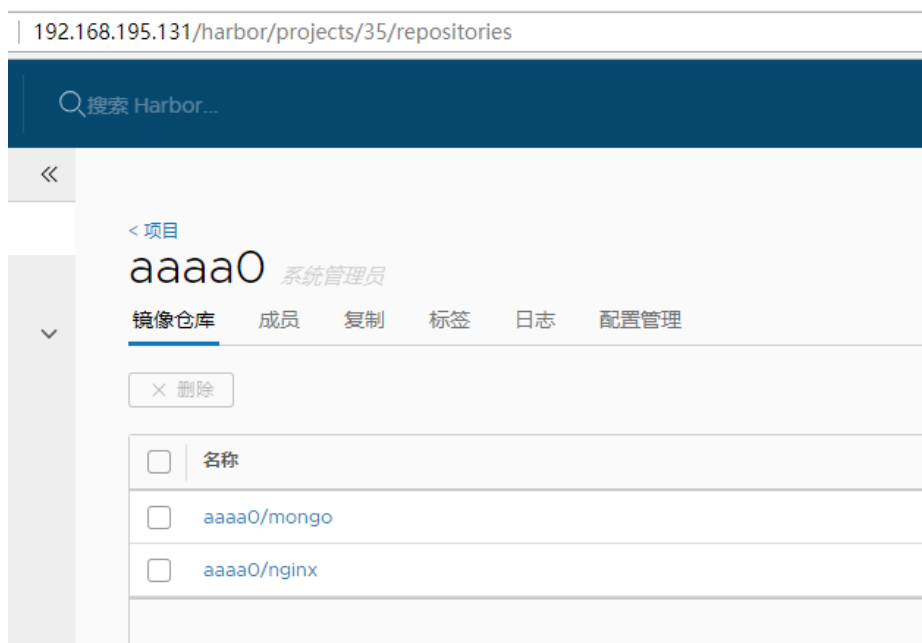 192.168.195.131/harbor/projects/35/repositories
搜索 Harbor...
< 项目
aaaa0 系统管理员
镜像仓库 成员 复制 标签 日志 配置管理
× 删除
名称
aaaa0/mongo
aaaa0/nginx